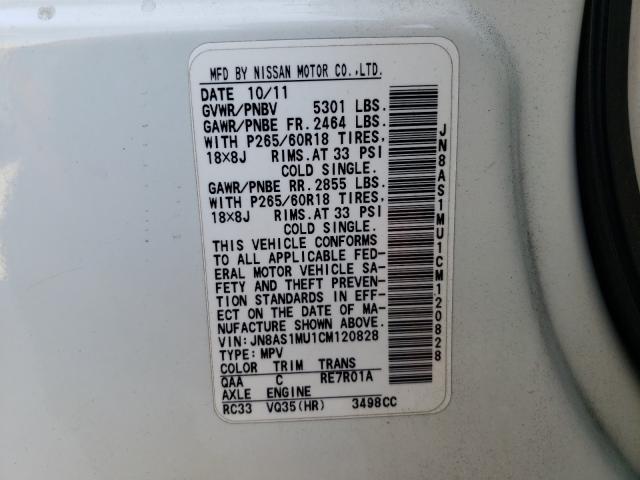 MFD BY NISSAN MOTOR CO.,LTD.
DATE 10/11
GVWR/PNBV 5301 LBS.
GAWR/PNBE FR. 2464 LBS.
WITH P265/60R18 TIRES,
18X8J RIMS.AT 33 PSI
COLD SINGLE.
GAWR/PNBE RR. 2855 LBS.
WITH P265/60R18 TIRES,
18X8J RIMS.AT 33 PSI
COLD SINGLE.
THIS VEHICLE CONFORMS
TO ALL APPLICABLE FED-
ERAL MOTOR VEHICLE SA-
FETY AND THEFT PREVEN-
TION STANDARDS IN EFF-
ECT ON THE DATE OF MA-
NUFACTURE SHOWN ABOVE.
VIN: JN8AS1MU1CM120828
TYPE: MPV
COLOR TRIM TRANS
QAA C RE7R01A
AXLE ENGINE
RC33 VQ35(HR) 3498CC
JN8AS1MU1CM120828